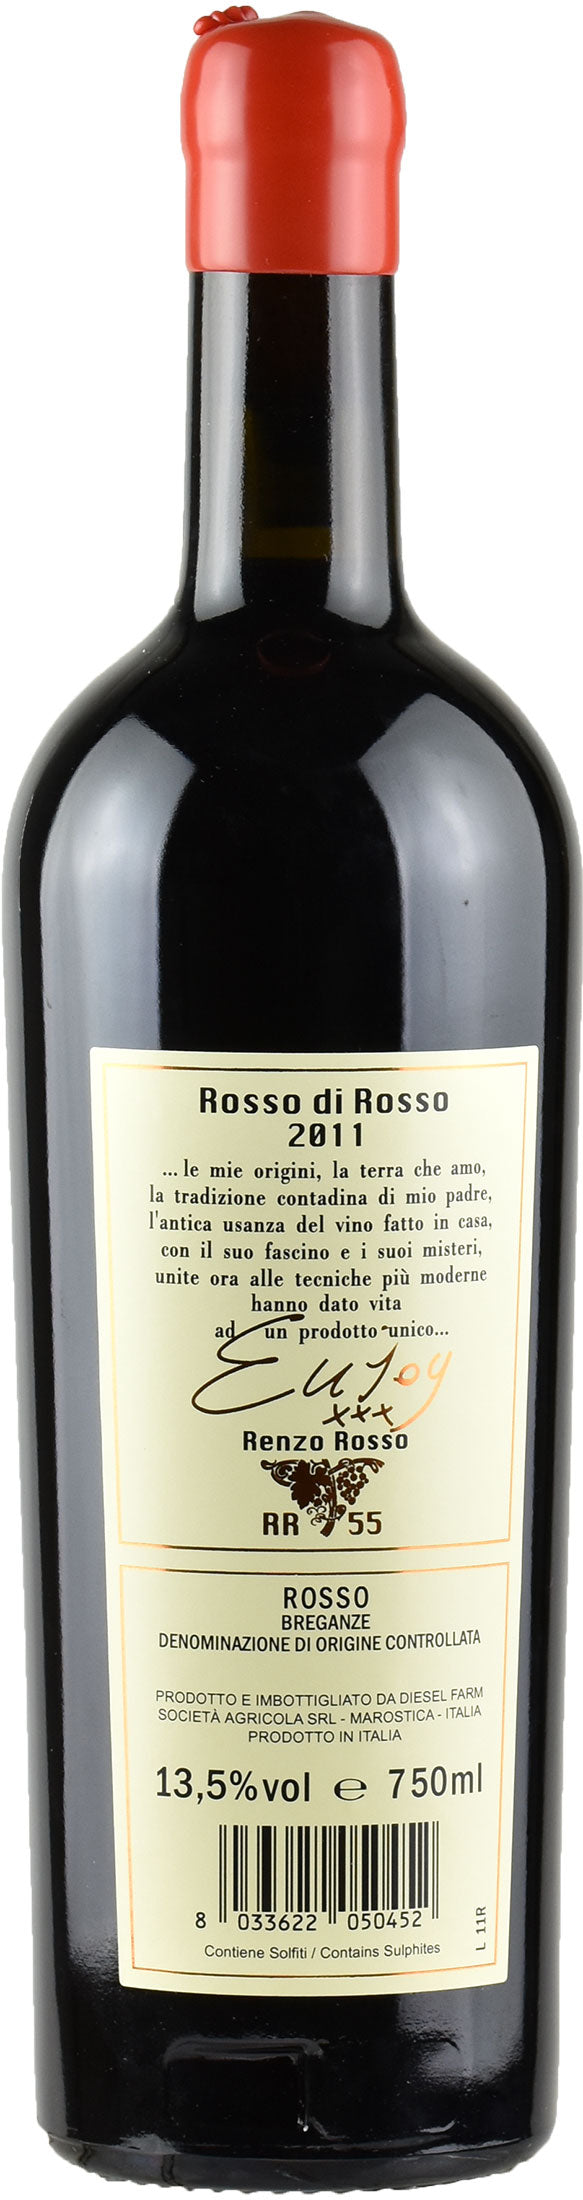 Rosso di Rosso
2011
... le mie origini, la terra che amo,
la tradizione contadina di mio padre,
l'antica usanza del vino fatto in casa,
con il suo fascino e i suoi misteri,
unite ora alle tecniche più moderne
hanno dato vita
ad un prodotto unico...
Enjoy
xxx
Renzo Rosso
RR 55
ROSSO
BREGANZE
DENOMINAZIONE DI ORIGINE CONTROLLATA
PRODOTTO E IMBOTTIGLIATO DA DIESEL FARM
SOCIETÀ AGRICOLA SRL - MAROSTICA - ITALIA
PRODOTTO IN ITALIA
13,5%vol ℮ 750ml
8 033622 050452
L 11R
Contiene Solfiti / Contains Sulphites